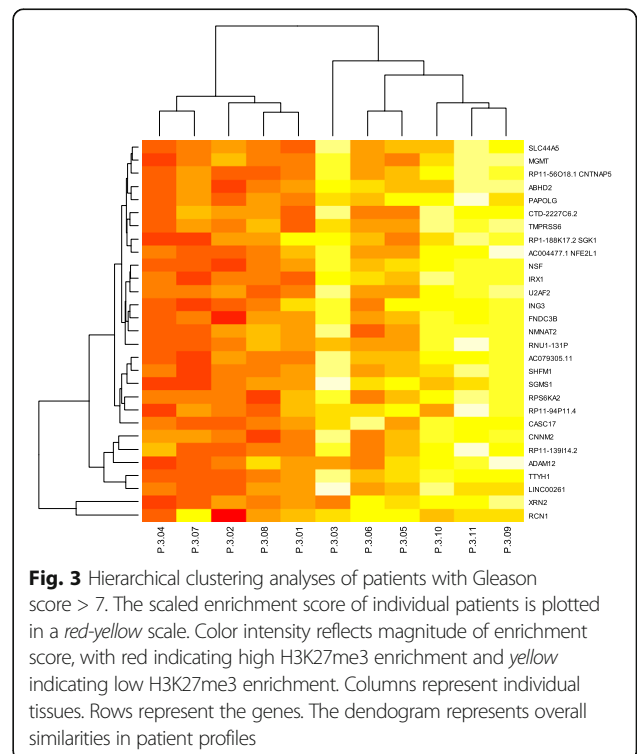 SLC44A5
MGMT
RP11-56O18.1 CNTNAP5
ABHD2
PAPOLG
CTD-2227C6.2
TMPRSS6
RP1-188K17.2 SGK1
AC004477.1 NFE2L1
NSF
IRX1
U2AF2
ING3
FNDC3B
NMNAT2
RNU1-131P
AC079305.11
SHFM1
SGMS1
RPS6KA2
RP11-94P11.4
CASC17
CNNM2
RP11-139I14.2
ADAM12
TTYH1
LINC00261
XRN2
RCN1
P.3.04 P.3.07 P.3.02 P.3.08 P.3.01 P.3.03 P.3.06 P.3.05 P.3.10 P.3.11 P.3.09
Fig. 3 Hierarchical clustering analyses of patients with Gleason
score > 7. The scaled enrichment score of individual patients is plotted
in a red-yellow scale. Color intensity reflects magnitude of enrichment
score, with red indicating high H3K27me3 enrichment and yellow
indicating low H3K27me3 enrichment. Columns represent individual
tissues. Rows represent the genes. The dendogram represents overall
similarities in patient profiles